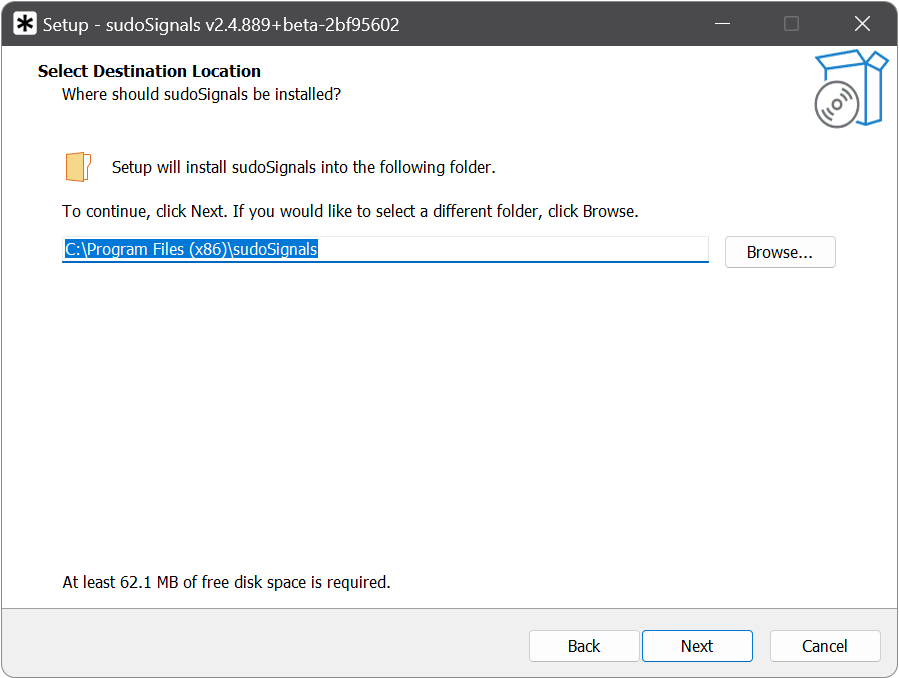 Setup - sudoSignals v2.4.889+beta-2bf95602
Select Destination Location
Where should sudoSignals be installed?
Setup will install sudoSignals into the following folder.
To continue, click Next. If you would like to select a different folder, click Browse.
C:\Program Files (x86)\sudoSignals
Browse...
At least 62.1 MB of free disk space is required.
Back
Next
Cancel